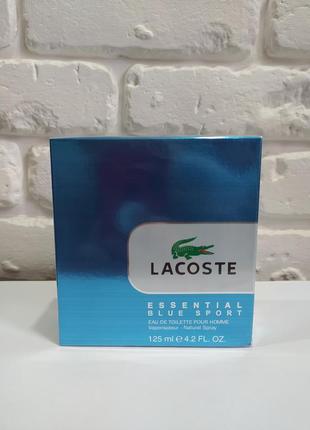 LACOSTE
ESSENTIAL
BLUE SPORT
EAU DE TOILETTE POUR HOMME
Vaporisateur - Natural Spray
125 ml ℮ 4.2 FL. OZ.